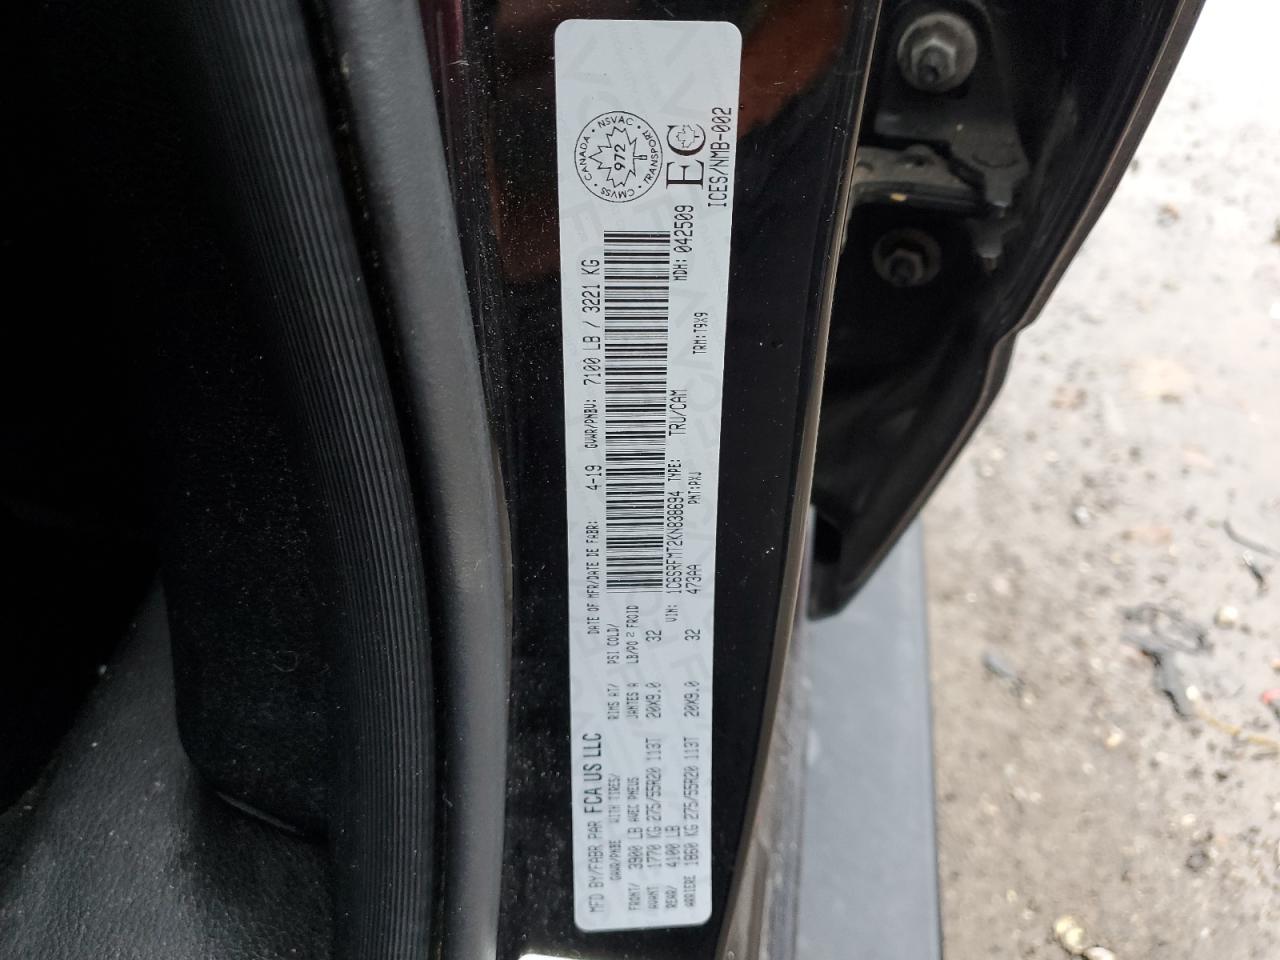 MFD BY/FABR PAR FCA US LLC
DATE OF MFR/DATE DE FABR: 4-19
GVWR/PNBV: 7100 LB / 3221 KG
CMVSS · CANADA · NSVAC · TRANSPORT
972
GAWR/PNBE WITH TIRES/ RIMS AT/ PSI COLD/
FRONT/ 3900 LB AVEC PNEUS JANTES A LB/PO 2 FROID
AVANT 1770 KG 275/55R20 113T 20X9.0 32
REAR/ 4100 LB
ARRIERE 1860 KG 275/55R20 113T 20X9.0 32
VIN: 1C6SRFMT2KN838694 TYPE: TRU/CAM MDH: 042509
473AA PNT:PXJ TRM:T9X9
EC
ICES/NMB-002